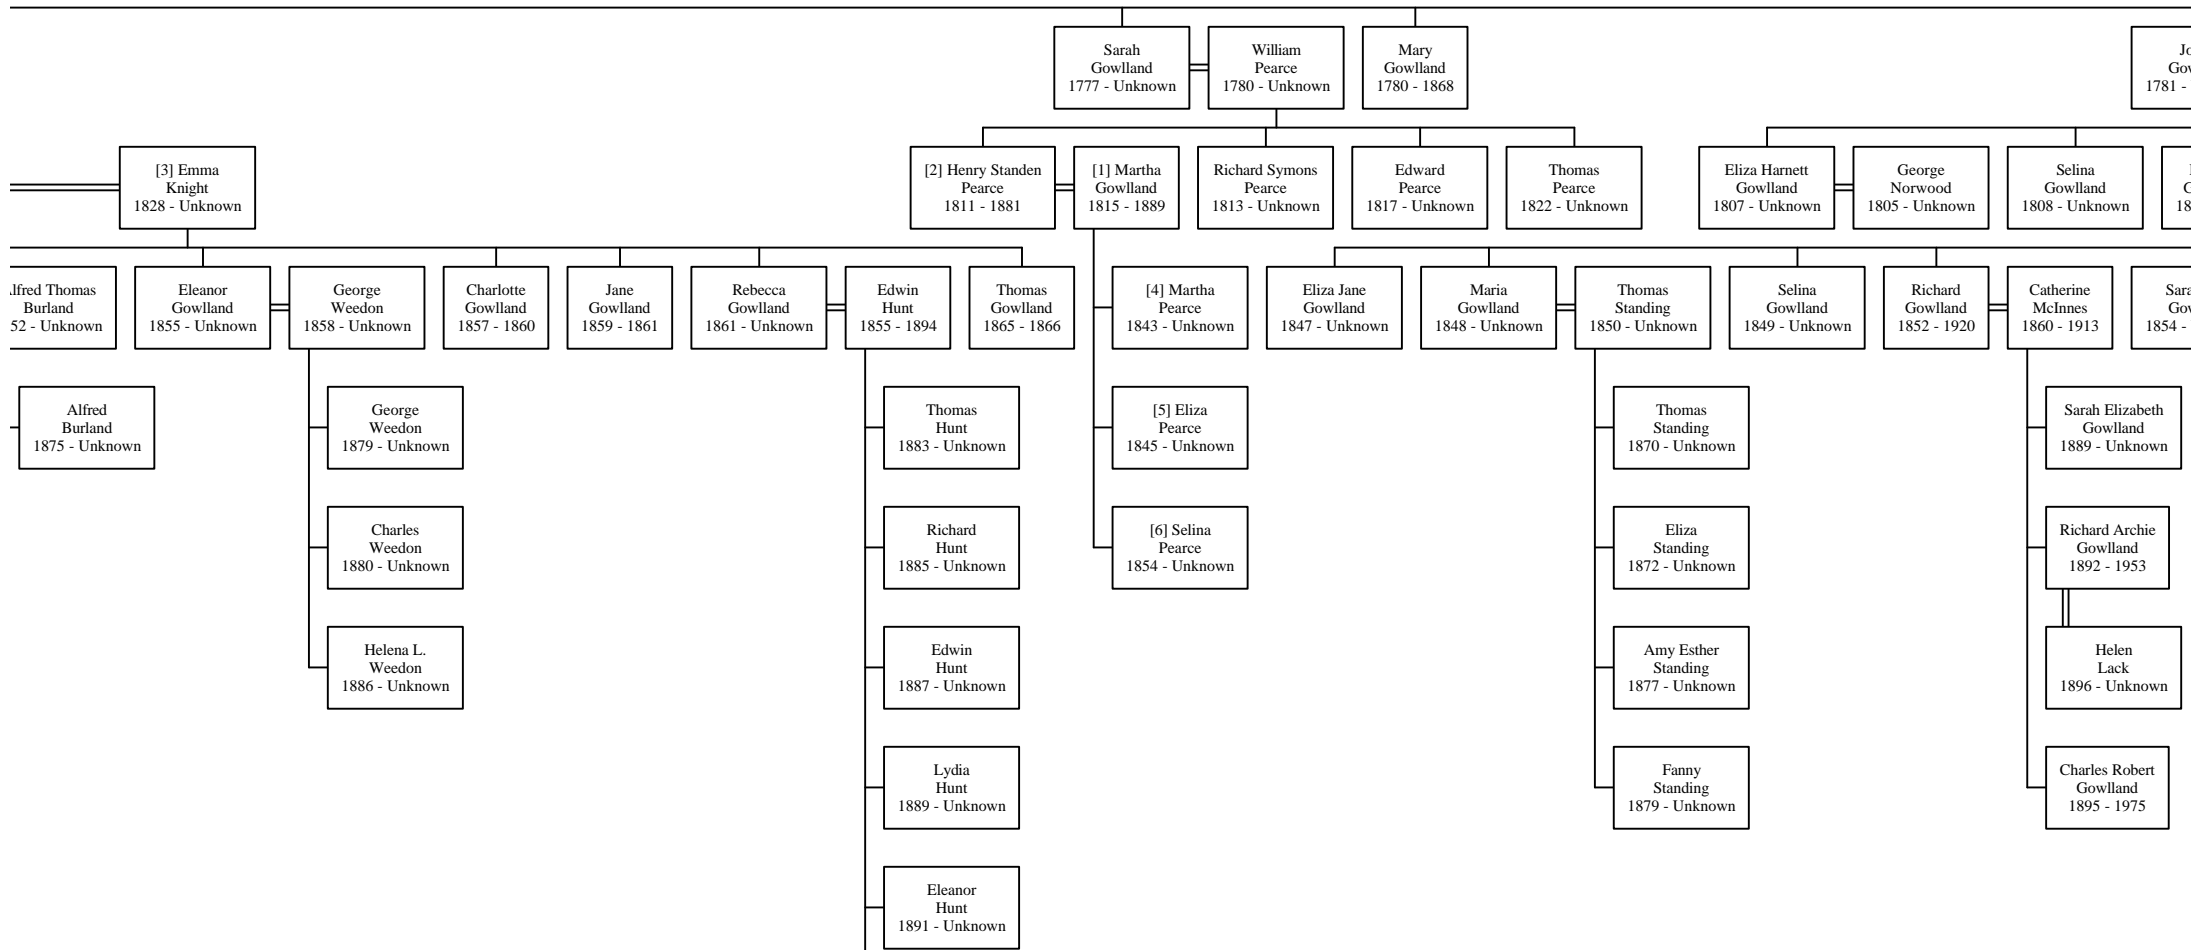 Sarah
Gowlland
1777 - Unknown
William
Pearce
1780 - Unknown
Mary
Gowlland
1780 - 1868
1781 -
[3] Emma
Knight
1828 - Unknown
[2] Henry Standen
Pearce
1811 - 1881
[1] Martha
Gowlland
1815 - 1889
Richard Symons
Pearce
1813 - Unknown
Edward
Pearce
1817 - Unknown
Thomas
Pearce
1822 - Unknown
Eliza Harnett
Gowlland
1807 - Unknown
George
Norwood
1805 - Unknown
Selina
Gowlland
1808 - Unknown
Thomas
Burland
52 - Unknown
Eleanor
Gowlland
1855 - Unknown
George
Weedon
1858 - Unknown
Charlotte
Gowlland
1857 - 1860
Jane
Gowlland
1859 - 1861
Rebecca
Gowlland
1861 - Unknown
Edwin
Hunt
1855 - 1894
Thomas
Gowlland
1865 - 1866
[4] Martha
Pearce
1843 - Unknown
Eliza Jane
Gowlland
1847 - Unknown
Maria
Gowlland
1848 - Unknown
Thomas
Standing
1850 - Unknown
Selina
Gowlland
1849 - Unknown
Richard
Gowlland
1852 - 1920
Catherine
McInnes
1860 - 1913
1854 -
Alfred
Burland
1875 - Unknown
George
Weedon
1879 - Unknown
Thomas
Hunt
1883 - Unknown
[5] Eliza
Pearce
1845 - Unknown
Thomas
Standing
1870 - Unknown
Sarah Elizabeth
Gowlland
1889 - Unknown
Charles
Weedon
1880 - Unknown
Richard
Hunt
1885 - Unknown
[6] Selina
Pearce
1854 - Unknown
Eliza
Standing
1872 - Unknown
Richard Archie
Gowlland
1892 - 1953
Helena L.
Weedon
1886 - Unknown
Edwin
Hunt
1887 - Unknown
Amy Esther
Standing
1877 - Unknown
Helen
Lack
1896 - Unknown
Lydia
Hunt
1889 - Unknown
Fanny
Standing
1879 - Unknown
Charles Robert
Gowlland
1895 - 1975
Eleanor
Hunt
1891 - Unknown